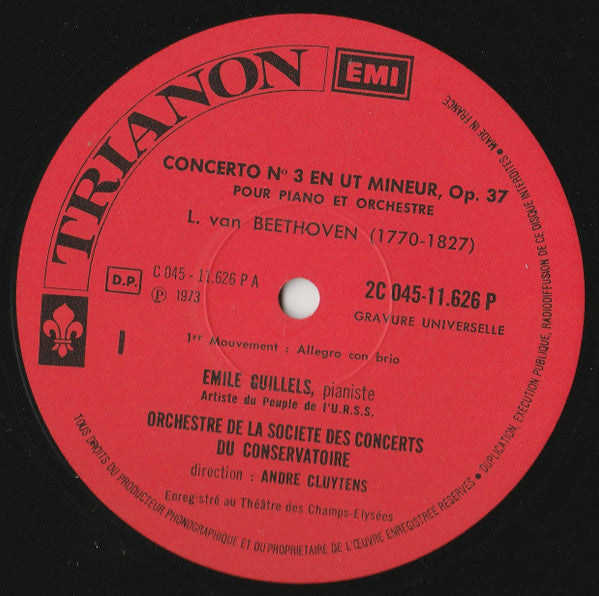 TRIANON
EMI
CONCERTO Nº 3 EN UT MINEUR, Op. 37
POUR PIANO ET ORCHESTRE
L. van BEETHOVEN (1770-1827)
D.P.
C 045-11.626 P A
Ⓟ 1973
2C 045-11.626 P
GRAVURE UNIVERSELLE
I
1er Mouvement : Allegro con brio
EMILE GUILLELS, pianiste
Artiste du Peuple de l'U.R.S.S.
ORCHESTRE DE LA SOCIETE DES CONCERTS
DU CONSERVATOIRE
direction : ANDRE CLUYTENS
Enregistré au Théâtre des Champs-Elysées
TOUS DROITS DU PRODUCTEUR PHONOGRAPHIQUE ET DU PROPRIETAIRE DE L'ŒUVRE ENREGISTREE RESERVES • DUPLICATION, EXECUTION PUBLIQUE, RADIODIFFUSION DE CE DISQUE INTERDITES • MADE IN FRANCE •